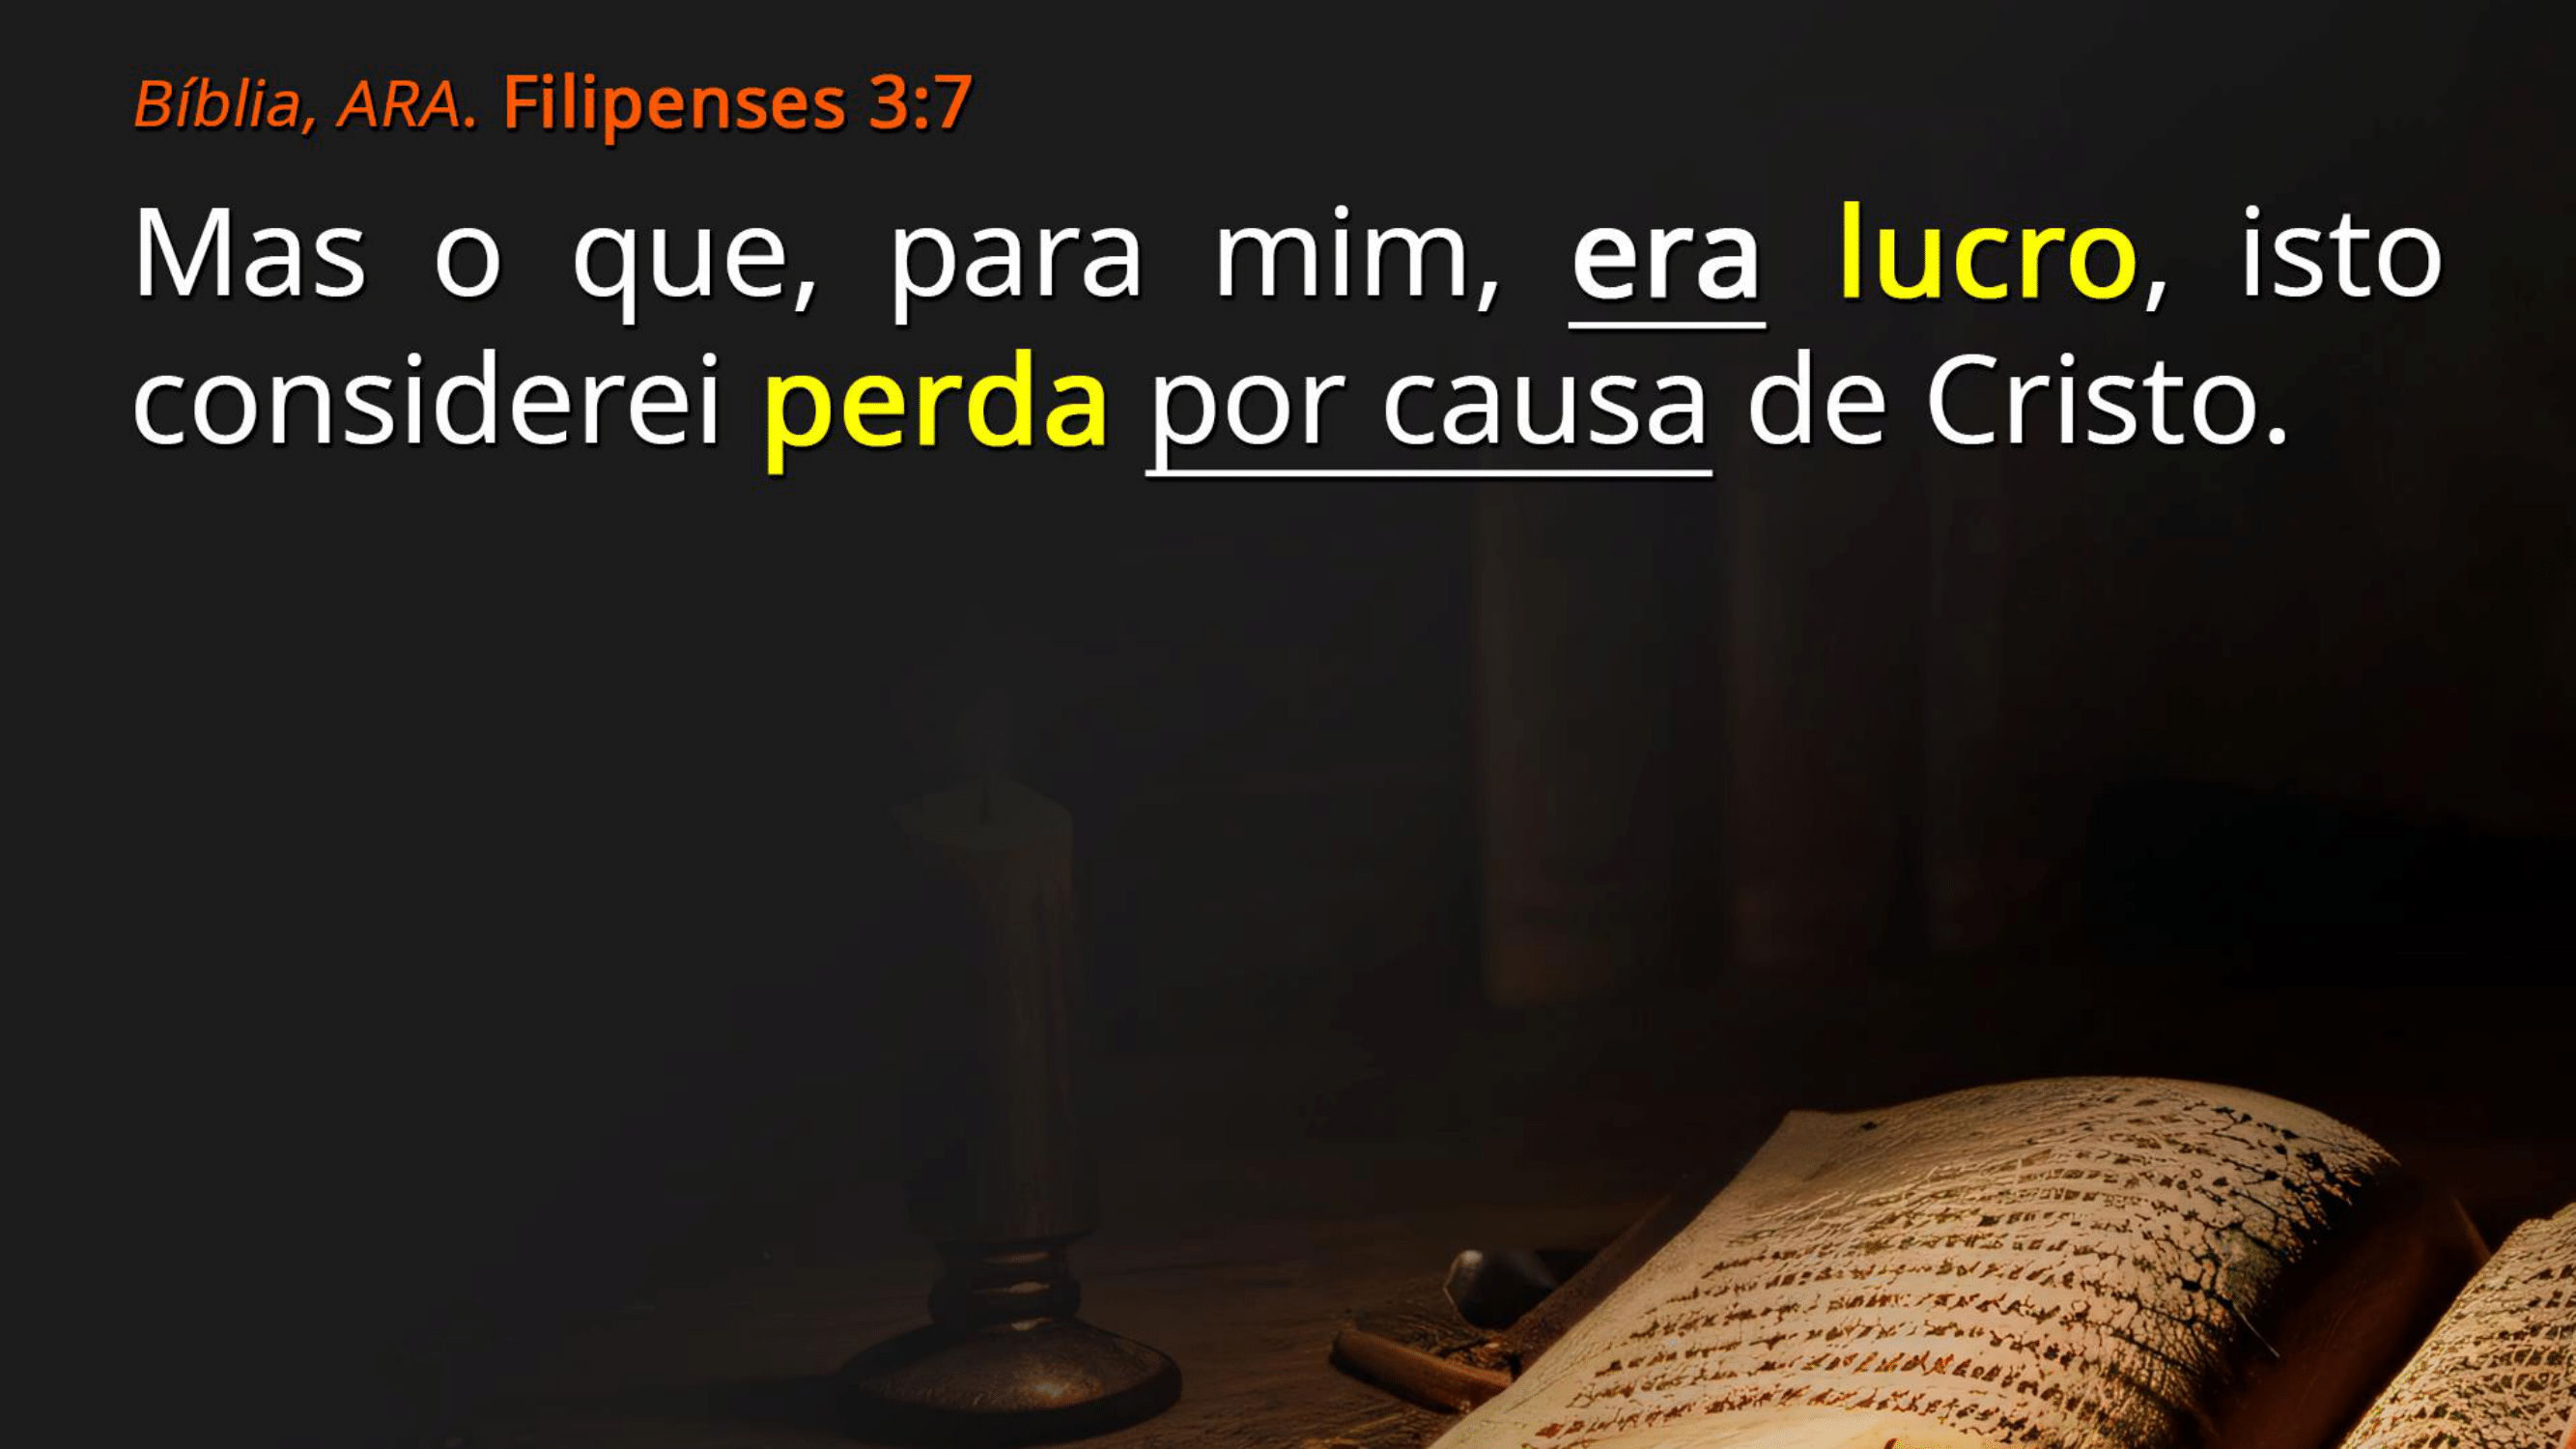 Bíblia, ARA. Filipenses 3:7
Mas o que, para mim, era lucro, isto
considerei perda por causa de Cristo.